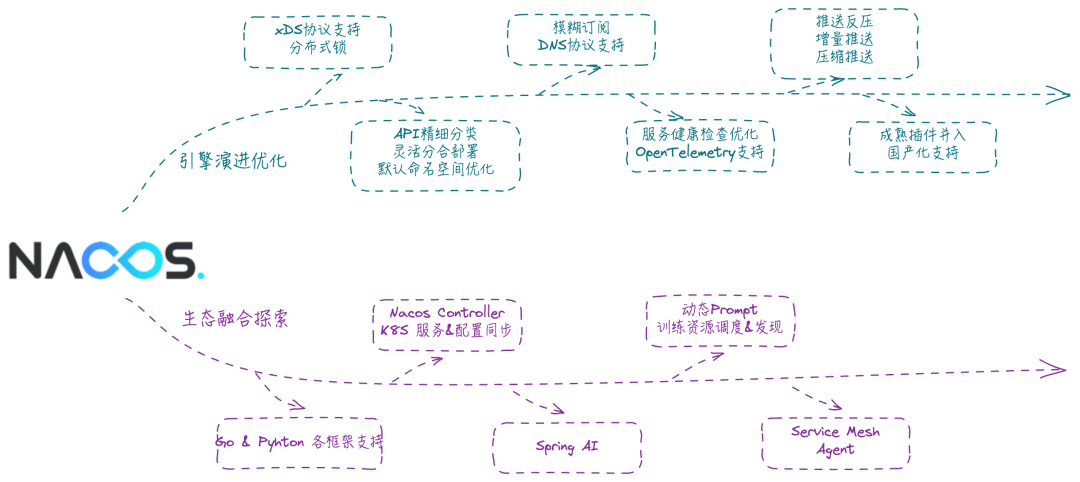 xDS协议支持
分布式锁
模糊订阅
DNS协议支持
推送反压
增量推送
压缩推送
API精细分类
灵活分合部署
默认命名空间优化
服务健康检查优化
OpenTelemetry支持
成熟插件并入
国产化支持
引擎演进优化
NACOS.
生态融合探索
Nacos Controller
K8S 服务&配置同步
动态Prompt
训练资源调度&发现
Go & Pyhton 各框架支持
Spring AI
Service Mesh
Agent